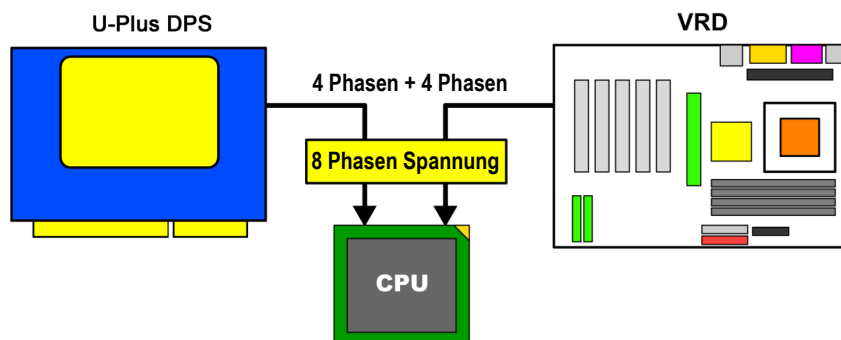 U-Plus DPS
VRD
4 Phasen + 4 Phasen
8 Phasen Spannung
CPU